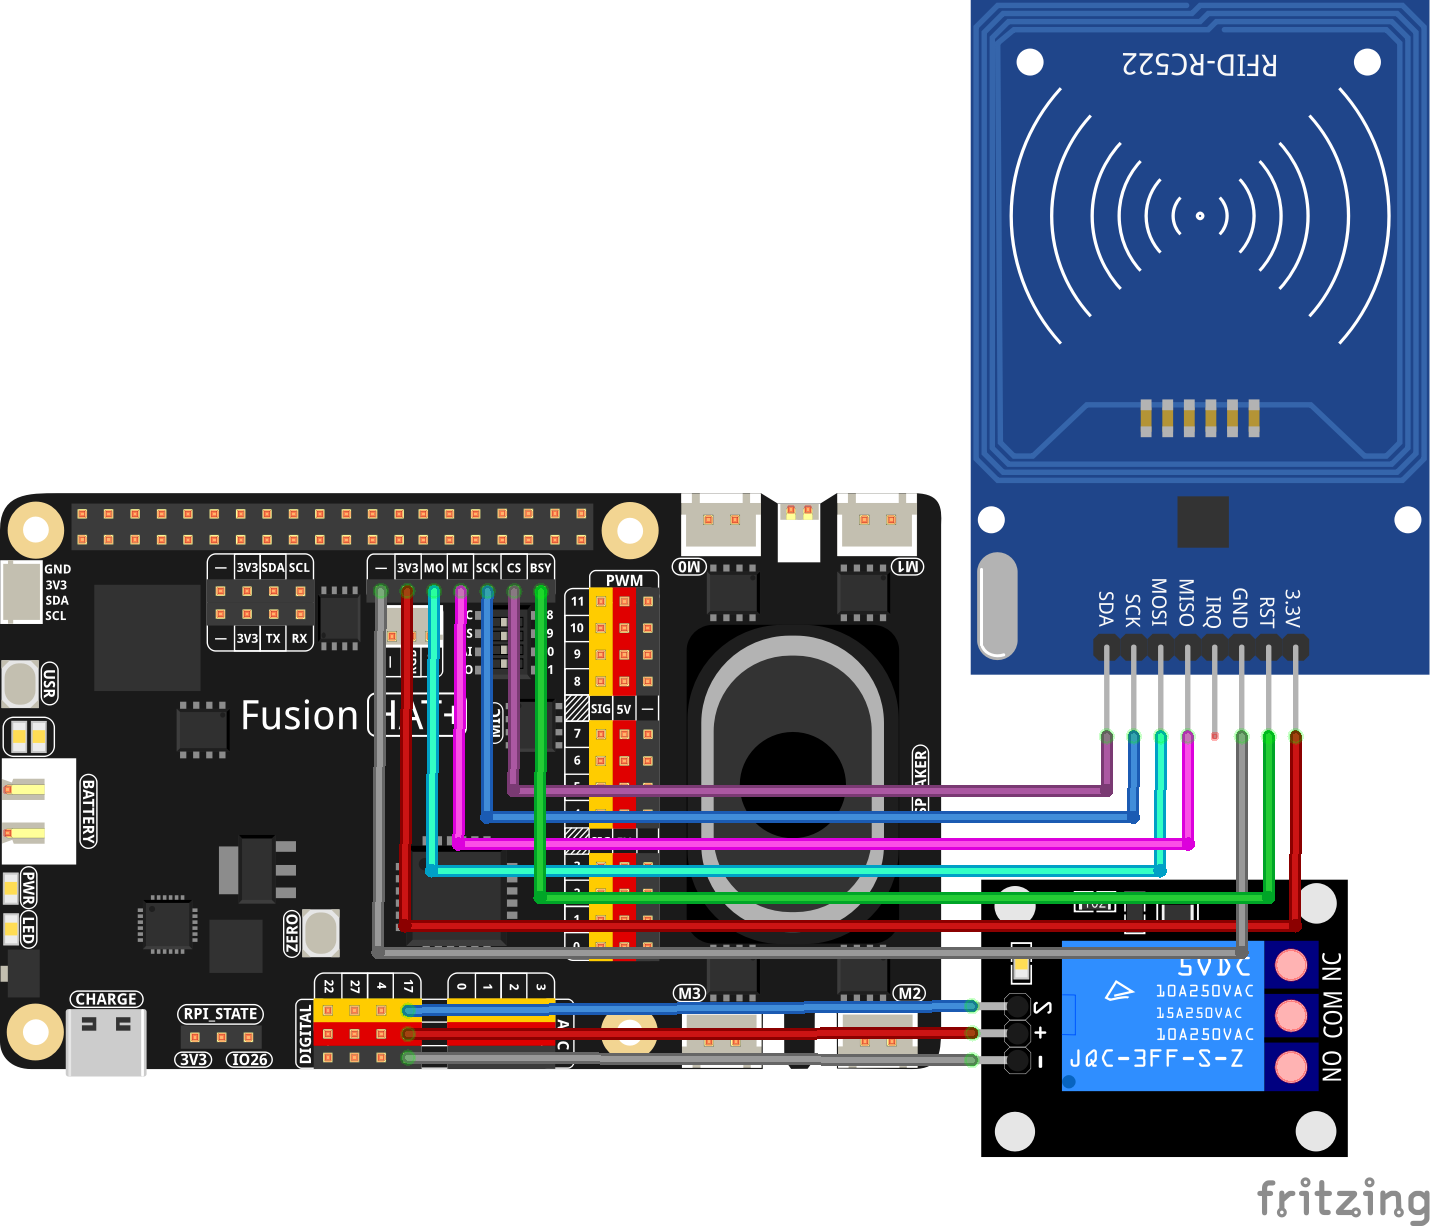 RFID-RC522
SDA
SCK
MOSI
MISO
IRQ
GND
RST
3.3V
GND
3V3
SDA
SCL
— 3V3 SDA SCL
— 3V3 TX RX
— 3V3 MO MI SCK CS BSY
PWM
11
10
9
8
SIG 5V —
7
6
M0
M1
USR
Fusion HAT+
MIC
BATTERY
SPEAKER
PWR
LED
ZERO
CHARGE
RPI_STATE
3V3 IO26
DIGITAL
22 27 4 17
0 1 2 3
M3
M2
5VDC
10A250VAC
15A250VAC
10A250VAC
JQC-3FF-S-Z
S
+
-
NC
COM
NO
fritzing